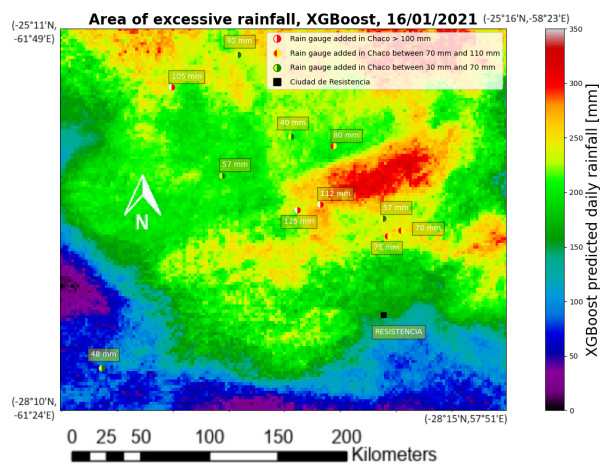 Area of excessive rainfall, XGBoost, 16/01/2021
(-25°16'N,-58°23'E)
(-25°11'N,
-61°49'E)
Rain gauge added in Chaco > 100 mm
Rain gauge added in Chaco between 70 mm and 110 mm
Rain gauge added in Chaco between 30 mm and 70 mm
Ciudad de Resistencia
30 mm
105 mm
40 mm
80 mm
57 mm
112 mm
125 mm
57 mm
70 mm
71 mm
N
RESISTENCIA
48 mm
(-28°10'N,
-61°24'E)
(-28°15'N,57°51'E)
0 25 50 100 150 200
Kilometers
350
300
250
200
150
100
50
0
XGBoost predicted daily rainfall [mm]